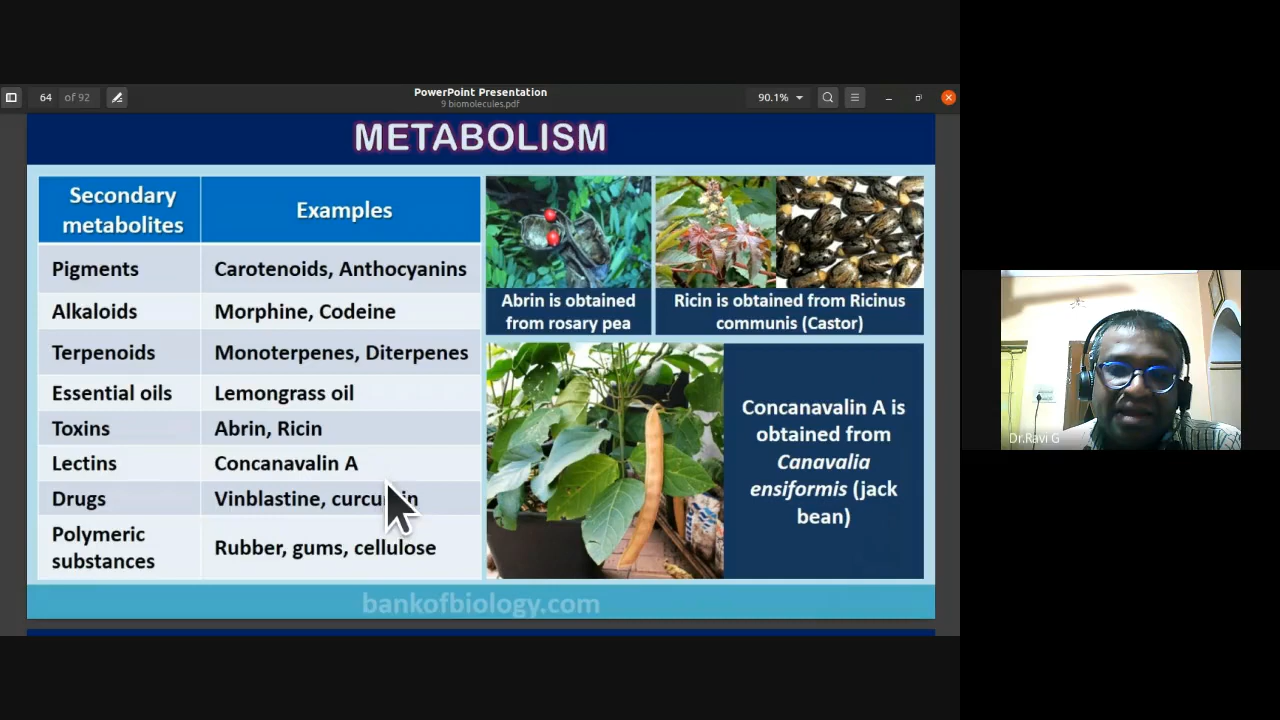 64 of 92
PowerPoint Presentation
9 biomolecules.pdf
90.1%
METABOLISM
Secondary
metabolites
Examples
Pigments
Carotenoids, Anthocyanins
Alkaloids
Morphine, Codeine
Terpenoids
Monoterpenes, Diterpenes
Essential oils
Lemongrass oil
Toxins
Abrin, Ricin
Lectins
Concanavalin A
Drugs
Vinblastine,
Polymeric
substances
Rubber, gums, cellulose
Abrin is obtained
from rosary pea
Ricin is obtained from Ricinus
communis (Castor)
Concanavalin A is
obtained from
Canavalia
ensiformis (jack
bean)
bankofbiology.com
Dr.Ravi G